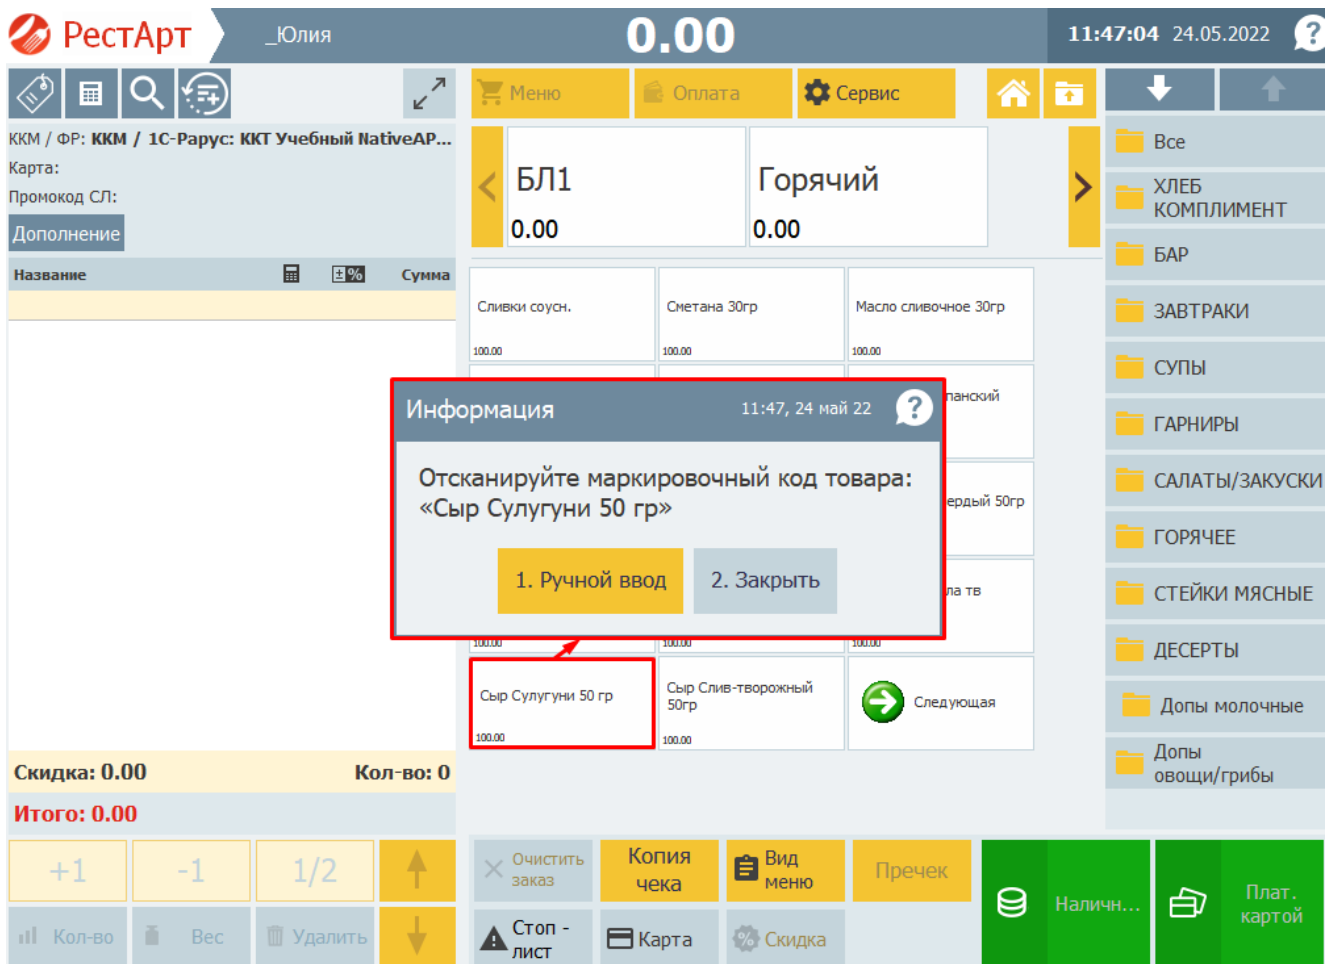 РестАрт
_Юлия
0.00
11:47:04 24.05.2022
?
ККМ / ФР: ККМ / 1С-Рарус: ККТ Учебный NativeAP...
Карта:
Промокод СЛ:
Дополнение
Название
±%
Сумма
Скидка: 0.00
Кол-во: 0
Итого: 0.00
+1
-1
1/2
Кол-во
Вес
Удалить
Меню
Оплата
Сервис
БЛ1
0.00
Горячий
0.00
Сливки соусн.
100.00
Сметана 30гр
100.00
Масло сливочное 30гр
100.00
Информация
11:47, 24 май 22
?
Отсканируйте маркировочный код товара:
«Сыр Сулугуни 50 гр»
1. Ручной ввод
2. Закрыть
100.00
100.00
100.00
Сыр Сулугуни 50 гр
100.00
Сыр Слив-творожный
50гр
100.00
Следующая
Очистить
заказ
Копия
чека
Вид
меню
Пречек
Стоп -
лист
Карта
Скидка
Наличн...
Плат.
картой
Все
ХЛЕБ
КОМПЛИМЕНТ
БАР
ЗАВТРАКИ
СУПЫ
ГАРНИРЫ
САЛАТЫ/ЗАКУСКИ
ГОРЯЧЕЕ
СТЕЙКИ МЯСНЫЕ
ДЕСЕРТЫ
Допы молочные
Допы
овощи/грибы